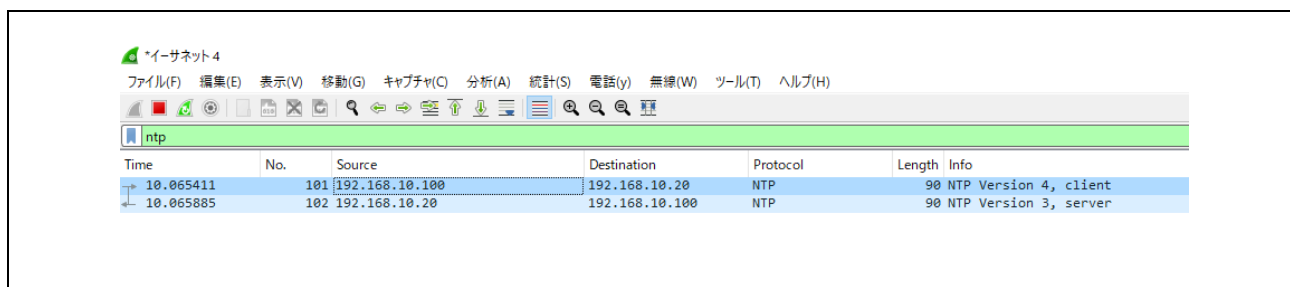 *イーサネット 4
ファイル(F) 編集(E) 表示(V) 移動(G) キャプチャ(C) 分析(A) 統計(S) 電話(y) 無線(W) ツール(T) ヘルプ(H)
ntp
Time No. Source Destination Protocol Length Info
10.065411 101 192.168.10.100 192.168.10.20 NTP 90 NTP Version 4, client
10.065885 102 192.168.10.20 192.168.10.100 NTP 90 NTP Version 3, server